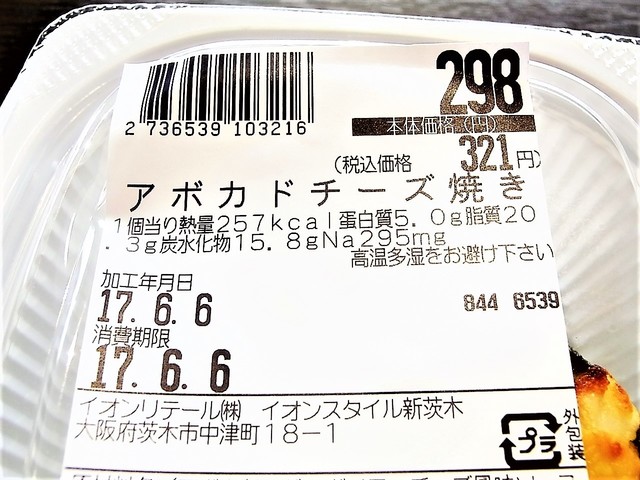 298
2 736539 103216
本体価格(円)
(税込価格 321円)
アボカドチーズ焼き
1個当り熱量257kcal蛋白質5.0g脂質20
.3g炭水化物15.8gNa295mg
高温多湿をお避け下さい
加工年月日
17.6.6
844 6539
消費期限
17.6.6
イオンリテール㈱ イオンスタイル新茨木
大阪府茨木市中津町18-1
プラ
外包装